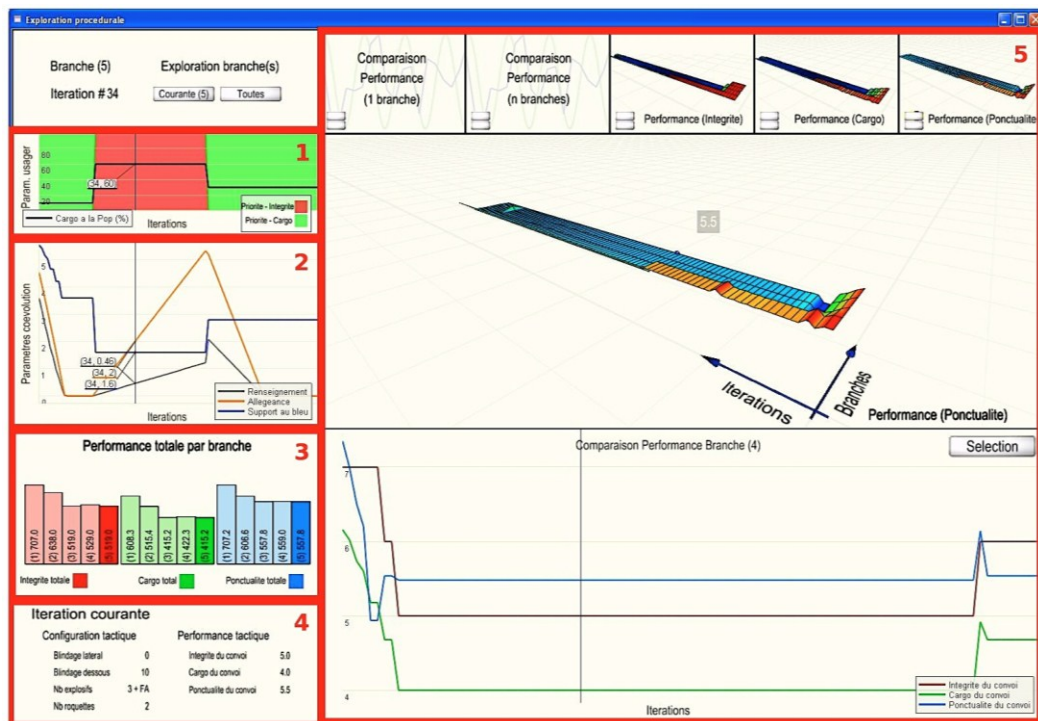 Exploration procedurale
Branche (5)
Exploration branche(s)
Iteration # 34
Courante (5)
Toutes
1
Param. usager
80
60
40
20
(34, 60)
Cargo a la Pop (%)
Iterations
Priorite - Integrite
Priorite - Cargo
2
Parametres coevolution
5
4
3
2
1
0
(34, 0.46)
(34, 2)
(34, 1.6)
Renseignement
Allegeance
Support au bleu
Iterations
Performance totale par branche
3
(1) 707.0
(2) 638.0
(3) 519.0
(4) 529.0
(5) 519.0
(1) 608.3
(2) 515.4
(3) 415.2
(4) 422.3
(5) 415.2
(1) 707.2
(2) 606.6
(3) 557.8
(4) 559.0
(5) 557.8
Integrite totale
Cargo total
Ponctualite totale
Iteration courante
4
Configuration tactique
Performance tactique
Blindage lateral 0
Integrite du convoi 5.0
Blindage dessous 10
Cargo du convoi 4.0
Nb explosifs 3 + FA
Ponctualite du convoi 5.5
Nb roquettes 2
Comparaison
Performance
(1 branche)
Comparaison
Performance
(n branches)
Performance (Integrite)
Performance (Cargo)
Performance (Ponctualite
5
5.5
Iterations
Branches
Performance (Ponctualite)
Comparaison Performance Branche (4)
Selection
7
6
5
4
Integrite du convoi
Cargo du convoi
Ponctualite du convoi
Iterations